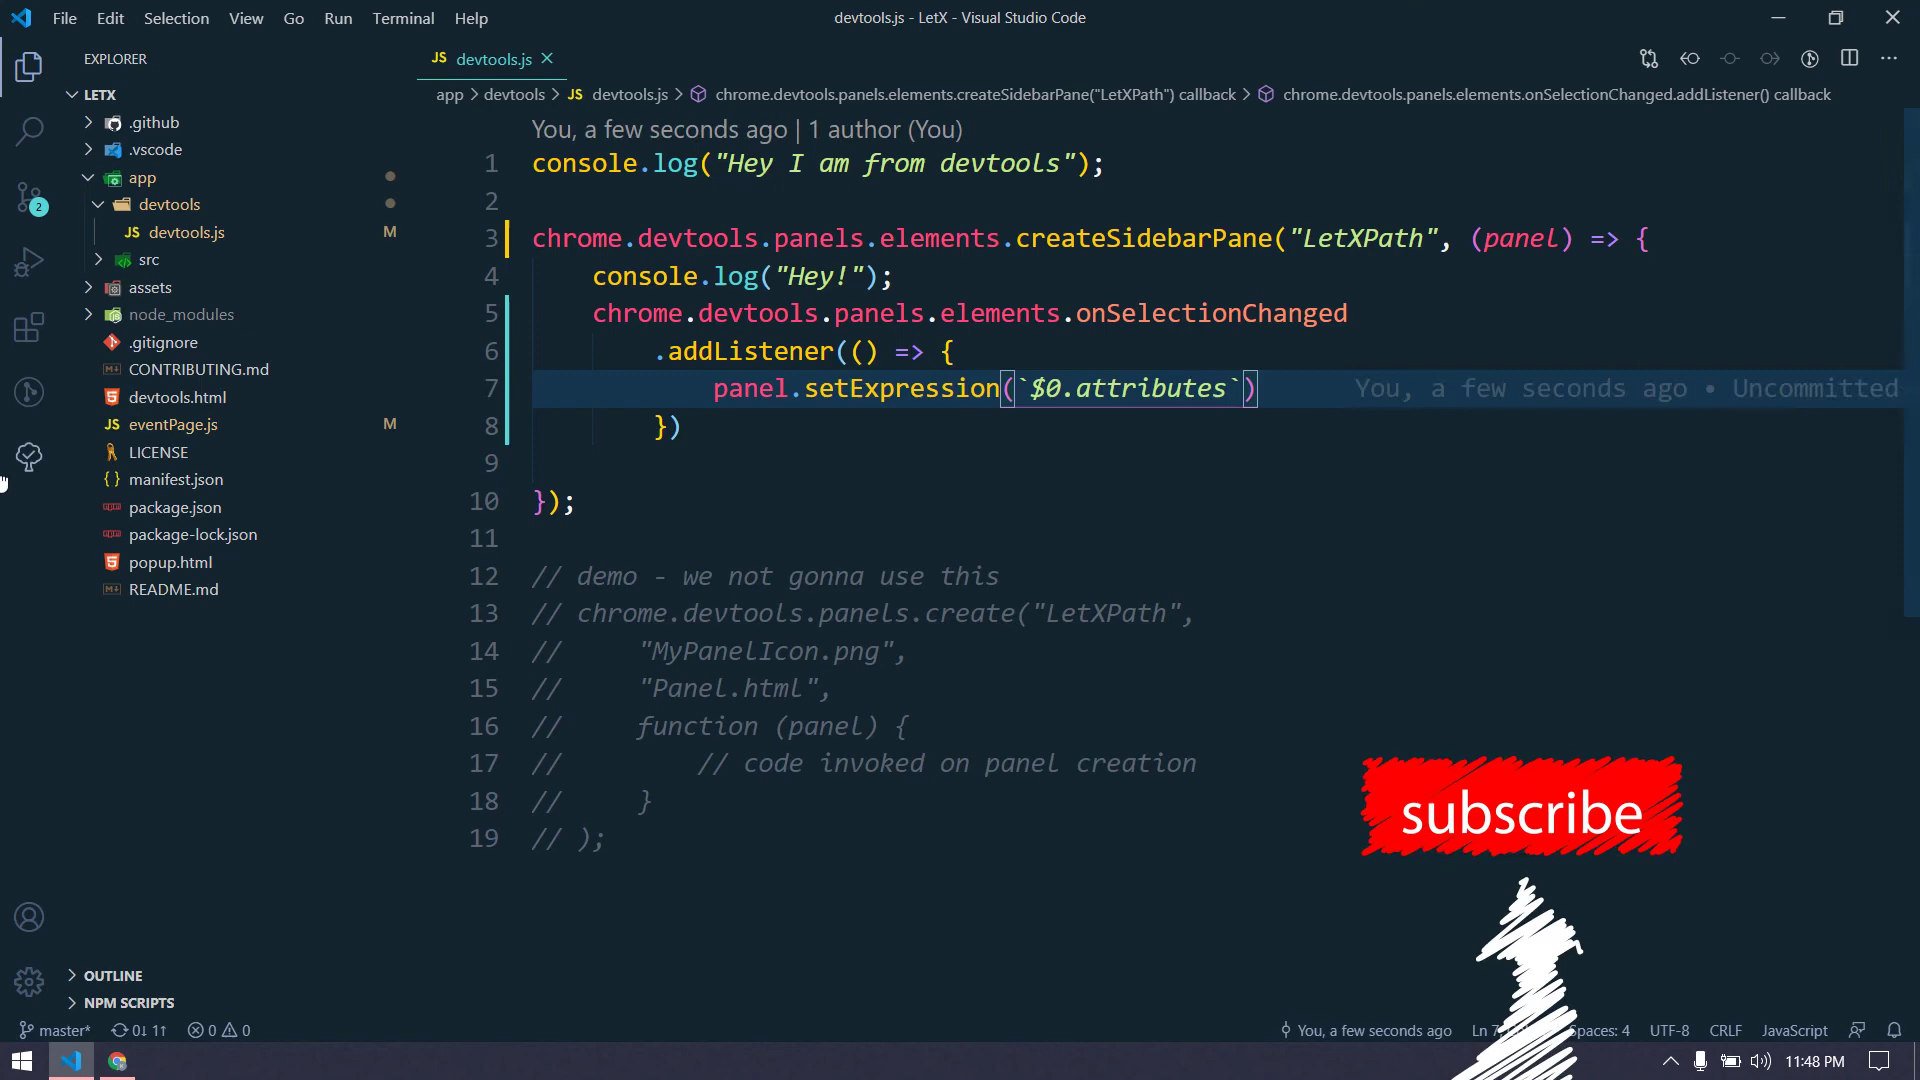 File Edit Selection View Go Run Terminal Help
devtools.js - LetX - Visual Studio Code
EXPLORER
JS devtools.js
LETX
app > devtools > JS devtools.js > chrome.devtools.panels.elements.createSidebarPane("LetXPath") callback > chrome.devtools.panels.elements.onSelectionChanged.addListener() callback
.github
.vscode
app
devtools
JS devtools.js M
src
assets
node_modules
.gitignore
CONTRIBUTING.md
devtools.html
JS eventPage.js M
LICENSE
{} manifest.json
package.json
package-lock.json
popup.html
README.md
2
You, a few seconds ago | 1 author (You)
1 console.log("Hey I am from devtools");
2
3 chrome.devtools.panels.elements.createSidebarPane("LetXPath", (panel) => {
4 console.log("Hey!");
5 chrome.devtools.panels.elements.onSelectionChanged
6 .addListener(() => {
7 panel.setExpression(`$0.attributes`) You, a few seconds ago • Uncommitted
8 })
9
10 });
11
12 // demo - we not gonna use this
13 // chrome.devtools.panels.create("LetXPath",
14 // "MyPanelIcon.png",
15 // "Panel.html",
16 // function (panel) {
17 // // code invoked on panel creation
18 // }
19 // );
subscribe
OUTLINE
NPM SCRIPTS
master* 0↓ 1↑ 0 0
You, a few seconds ago Ln 7, Spaces: 4 UTF-8 CRLF JavaScript
11:48 PM